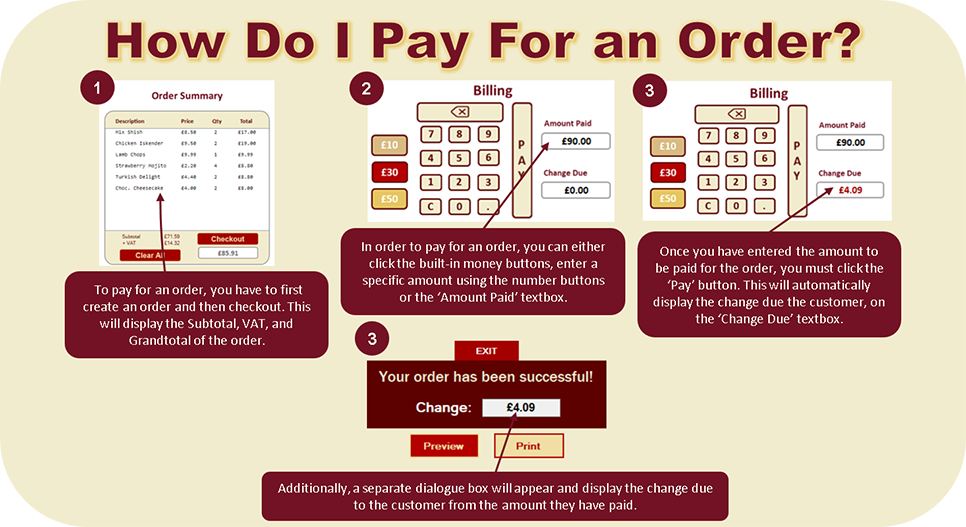 How Do I Pay For an Order?
1
Order Summary
Description Price Qty Total
Mix Shish £8.50 2 £17.00
Chicken Iskender £9.50 2 £19.00
Lamb Chops £9.99 1 £9.99
Strawberry Mojito £2.20 4 £8.80
Turkish Delight £4.40 2 £8.80
Choc. Cheesecake £4.00 2 £8.00
Subtotal £71.59
+ VAT £14.32
Checkout
Clear All
£85.91
To pay for an order, you have to first
create an order and then checkout. This
will display the Subtotal, VAT, and
Grandtotal of the order.
2
Billing
£10
£30
£50
7 8 9
4 5 6
1 2 3
C 0 .
PAY
Amount Paid
£90.00
Change Due
£0.00
In order to pay for an order, you can either
click the built-in money buttons, enter a
specific amount using the number buttons
or the ‘Amount Paid’ textbox.
3
Billing
£10
£30
£50
7 8 9
4 5 6
1 2 3
C 0 .
PAY
Amount Paid
£90.00
Change Due
£4.09
Once you have entered the amount to
be paid for the order, you must click the
‘Pay’ button. This will automatically
display the change due the customer, on
the ‘Change Due’ textbox.
3
EXIT
Your order has been successful!
Change: £4.09
Preview
Print
Additionally, a separate dialogue box will appear and display the change due
to the customer from the amount they have paid.